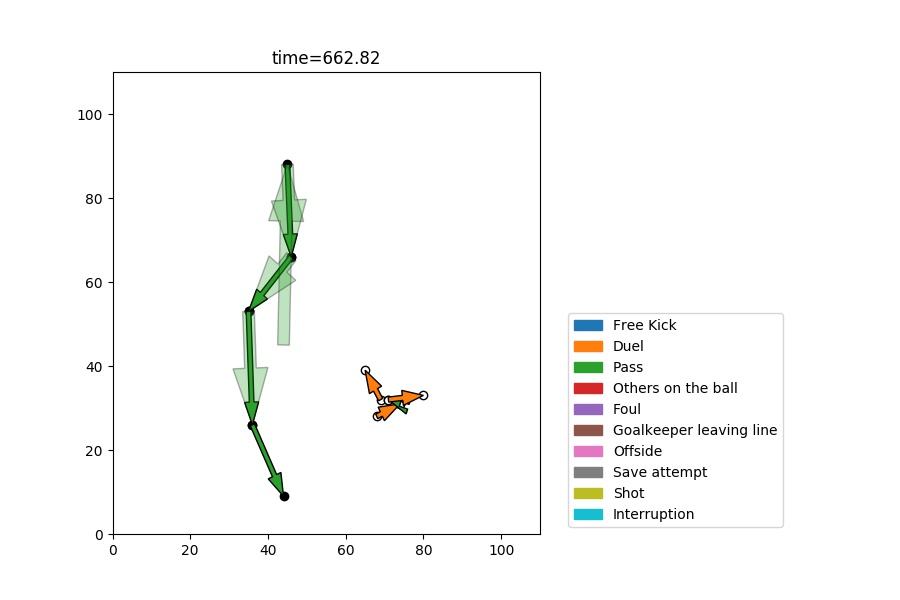 time=662.82
100
80
60
40
20
0
0 20 40 60 80 100
Free Kick
Duel
Pass
Others on the ball
Foul
Goalkeeper leaving line
Offside
Save attempt
Shot
Interruption